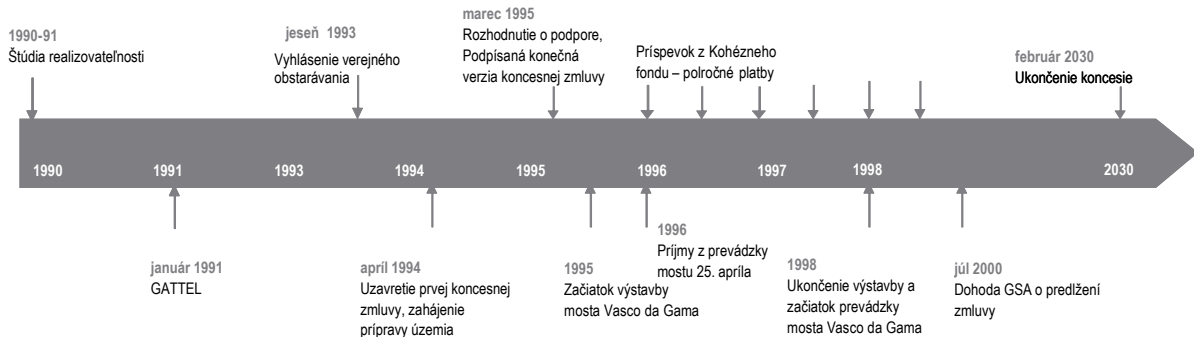 1990-91
Štúdia realizovateľnosti
jeseň 1993
Vyhlásenie verejného
obstarávania
marec 1995
Rozhodnutie o podpore,
Podpísaná konečná
verzia koncesnej zmluvy
Príspevok z Kohézneho
fondu – polročné platby
február 2030
Ukončenie koncesie
1990 1991 1993 1994 1995 1996 1997 1998 2030
január 1991
GATTEL
apríl 1994
Uzavretie prvej koncesnej
zmluvy, zahájenie
prípravy územia
1995
Začiatok výstavby
mosta Vasco da Gama
1996
Príjmy z prevádzky
mostu 25. apríla
1998
Ukončenie výstavby a
začiatok prevádzky
mosta Vasco da Gama
júl 2000
Dohoda GSA o predlžení
zmluvy